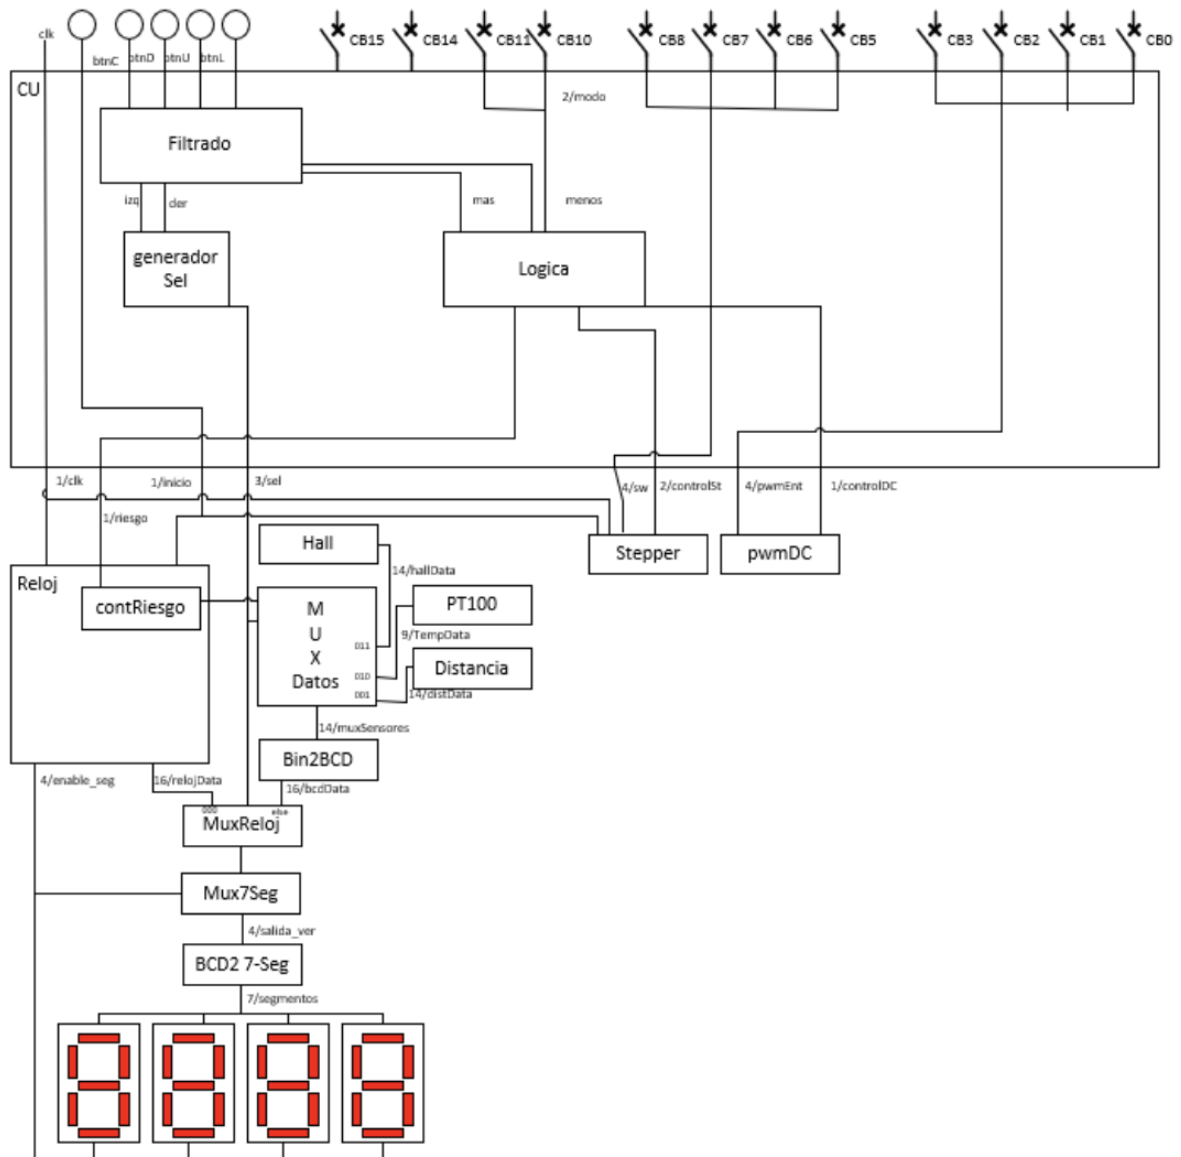 clk
btnC
btnD
btnU
btnL
CB15
CB14
CB11
CB10
CB8
CB7
CB6
CB5
CB3
CB2
CB1
CB0
CU
2/modo
Filtrado
izq
der
mas
menos
generador
Sel
Logica
1/clk
1/inicio
3/sel
4/sw
2/controlSt
4/pwmEnt
1/controlDC
1/riesgo
Hall
Stepper
pwmDC
14/hallData
Reloj
contRiesgo
M
U
X
Datos
011
010
001
PT100
9/TempData
Distancia
14/distData
14/muxSensores
Bin2BCD
4/enable_seg
16/relojData
16/bcdData
000
else
MuxReloj
Mux7Seg
4/salida_ver
BCD2 7-Seg
7/segmentos